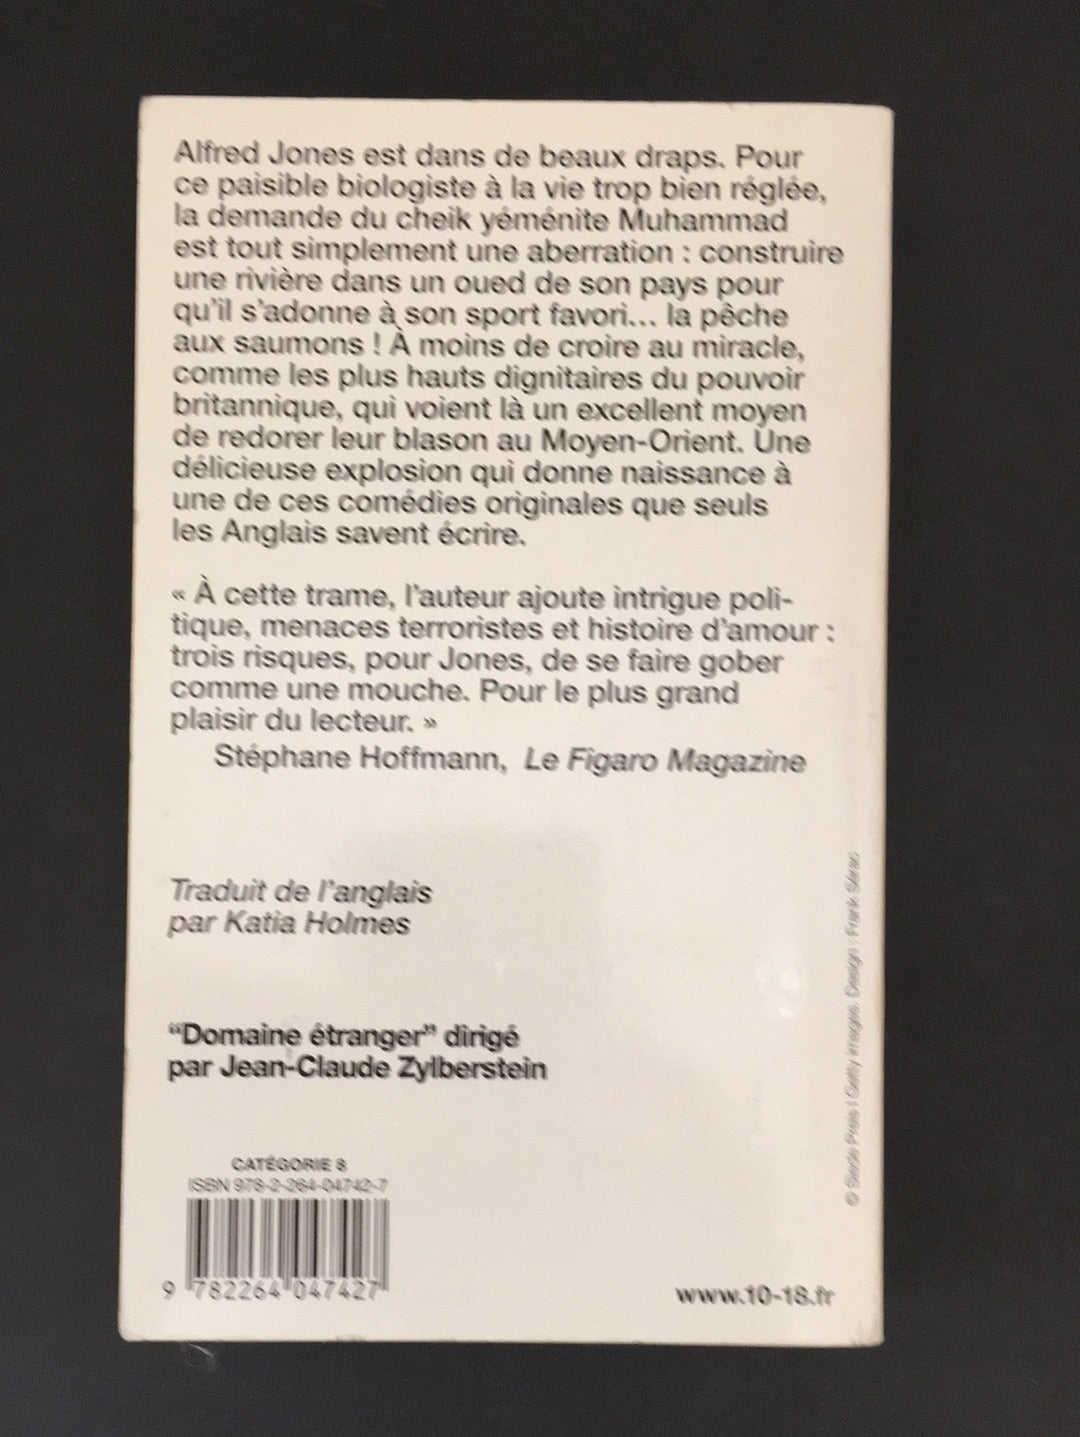 Alfred Jones est dans de beaux draps. Pour
ce paisible biologiste à la vie trop bien réglée,
la demande du cheik yéménite Muhammad
est tout simplement une aberration : construire
une rivière dans un oued de son pays pour
qu'il s'adonne à son sport favori... la pêche
aux saumons ! À moins de croire au miracle,
comme les plus hauts dignitaires du pouvoir
britannique, qui voient là un excellent moyen
de redorer leur blason au Moyen-Orient. Une
délicieuse explosion qui donne naissance à
une de ces comédies originales que seuls
les Anglais savent écrire.
« À cette trame, l'auteur ajoute intrigue poli-
tique, menaces terroristes et histoire d'amour :
trois risques, pour Jones, de se faire gober
comme une mouche. Pour le plus grand
plaisir du lecteur. »
Stéphane Hoffmann, Le Figaro Magazine
Traduit de l'anglais
par Katia Holmes
"Domaine étranger" dirigé
par Jean-Claude Zylberstein
CATÉGORIE 8
ISBN 978-2-264-04742-7
9 782264 047427
www.10-18.fr
© Getty Images. Design : Frank Sérac